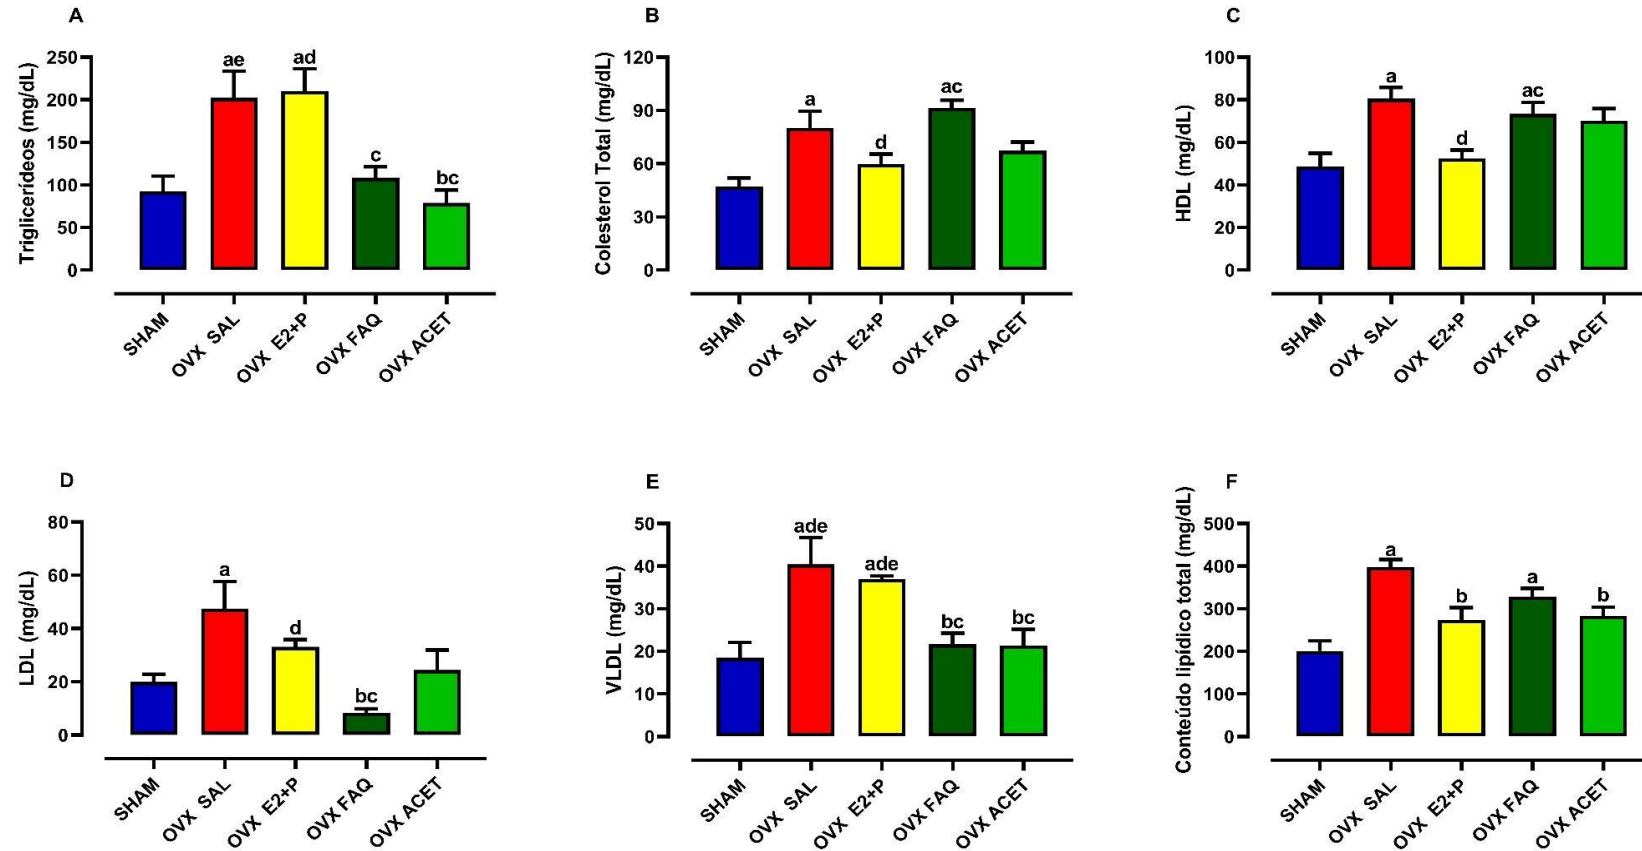 A
Triglicerídeos (mg/dL)
250
200
150
100
50
0
ae
ad
c
bc
SHAM
OVX SAL
OVX E2+P
OVX FAQ
OVX ACET
B
Colesterol Total (mg/dL)
120
90
60
30
0
a
d
ac
SHAM
OVX SAL
OVX E2+P
OVX FAQ
OVX ACET
C
HDL (mg/dL)
100
80
60
40
20
0
a
d
ac
SHAM
OVX SAL
OVX E2+P
OVX FAQ
OVX ACET
D
LDL (mg/dL)
80
60
40
20
0
a
d
bc
SHAM
OVX SAL
OVX E2+P
OVX FAQ
OVX ACET
E
VLDL (mg/dL)
50
40
30
20
10
0
ade
ade
bc
bc
SHAM
OVX SAL
OVX E2+P
OVX FAQ
OVX ACET
F
Conteúdo lipídico total (mg/dL)
500
400
300
200
100
0
a
b
a
b
SHAM
OVX SAL
OVX E2+P
OVX FAQ
OVX ACET